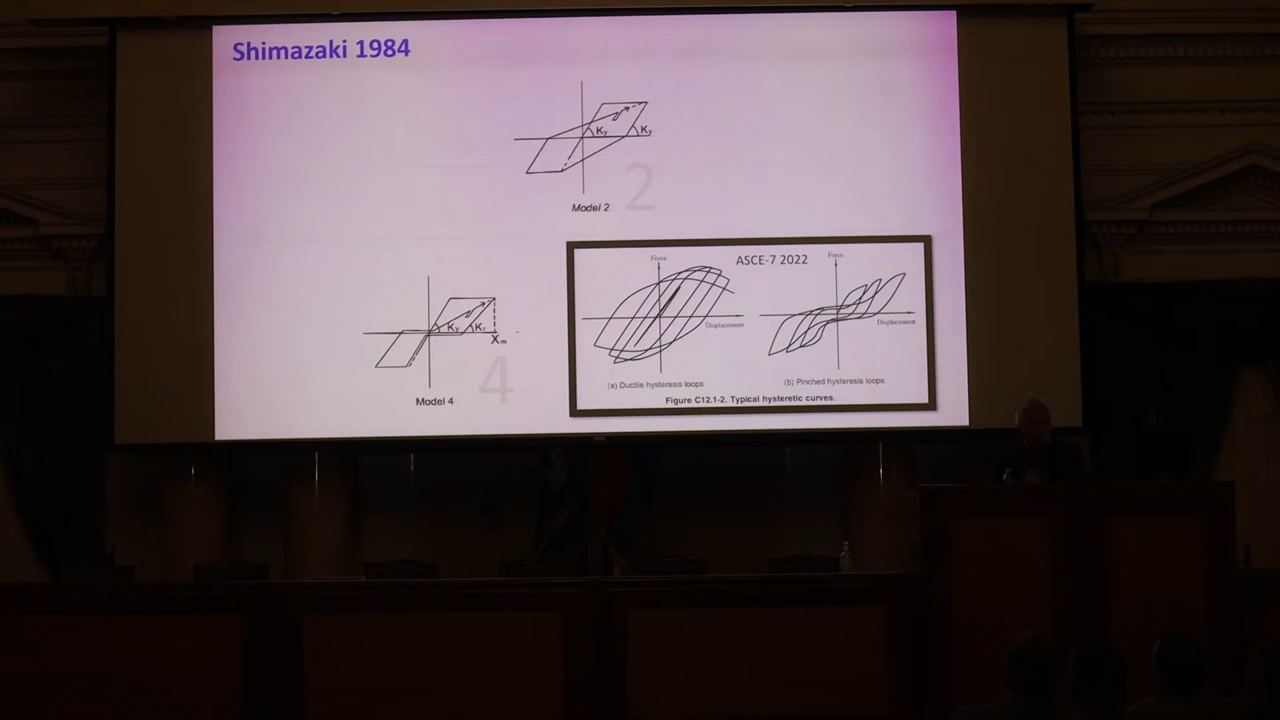 Shimazaki 1984
Ky
Ky
2
Model 2
Ky
Kr
Xm
4
Model 4
ASCE-7 2022
Force
Displacement
(a) Ductile hysteresis loops
Force
Displacement
(b) Pinched hysteresis loops
Figure C12.1-2. Typical hysteretic curves.